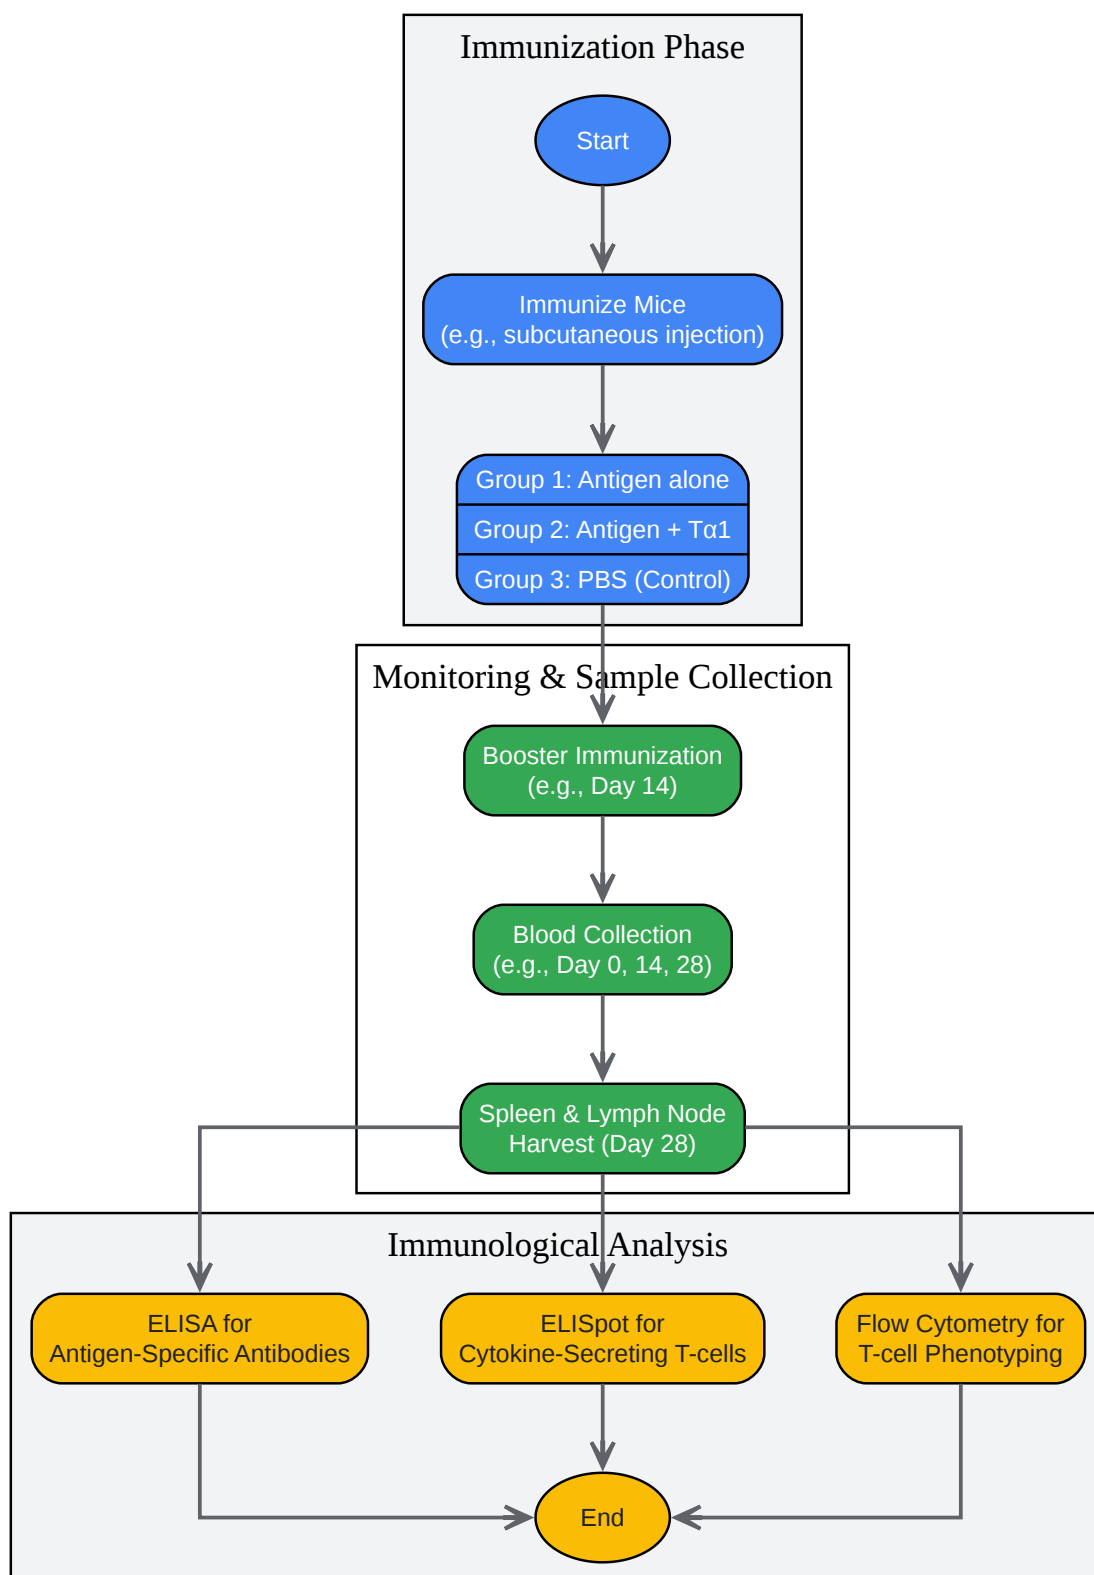 Immunization Phase
Start
Immunize Mice
(e.g., subcutaneous injection)
Group 1: Antigen alone
Group 2: Antigen + Tα1
Group 3: PBS (Control)
Monitoring & Sample Collection
Booster Immunization
(e.g., Day 14)
Blood Collection
(e.g., Day 0, 14, 28)
Spleen & Lymph Node
Harvest (Day 28)
Immunological Analysis
ELISA for
Antigen-Specific Antibodies
ELISpot for
Cytokine-Secreting T-cells
Flow Cytometry for
T-cell Phenotyping
End